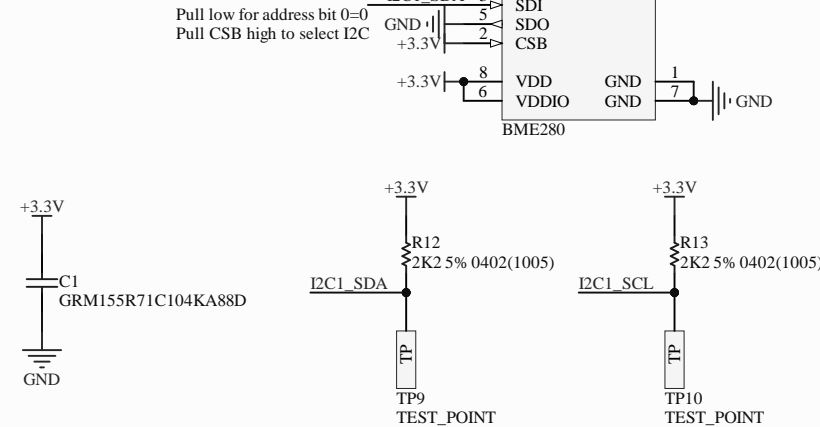 SDI
Pull low for address bit 0=0
GND 5 SDO
Pull CSB high to select I2C
+3.3V 2 CSB
+3.3V 8 VDD GND 1
6 VDDIO GND 7 GND
BME280
+3.3V +3.3V
+3.3V
R12 R13
2K2 5% 0402(1005) 2K2 5% 0402(1005)
C1 I2C1_SDA I2C1_SCL
GRM155R71C104KA88D
TP TP
GND
TP9 TP10
TEST_POINT TEST_POINT